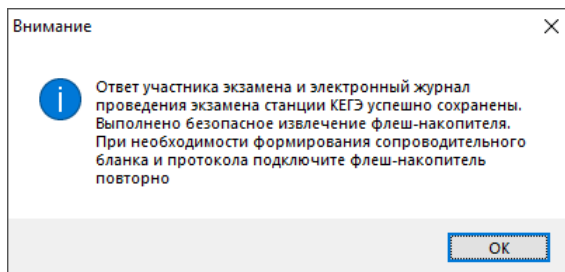 Внимание
Ответ участника экзамена и электронный журнал
проведения экзамена станции КЕГЭ успешно сохранены.
Выполнено безопасное извлечение флеш-накопителя.
При необходимости формирования сопроводительного
бланка и протокола подключите флеш-накопитель
повторно
ОК